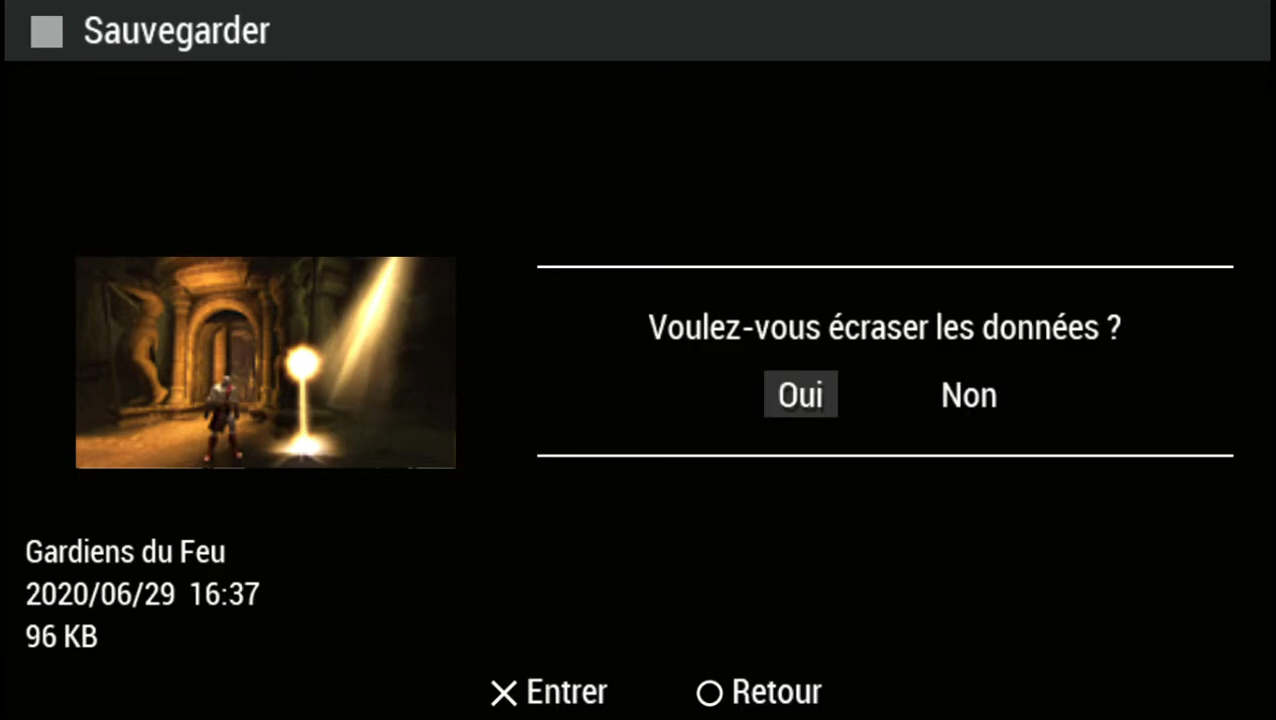 Sauvegarder
Voulez-vous écraser les données ?
Oui Non
Gardiens du Feu
2020/06/29 16:37
96 KB
Entrer Retour